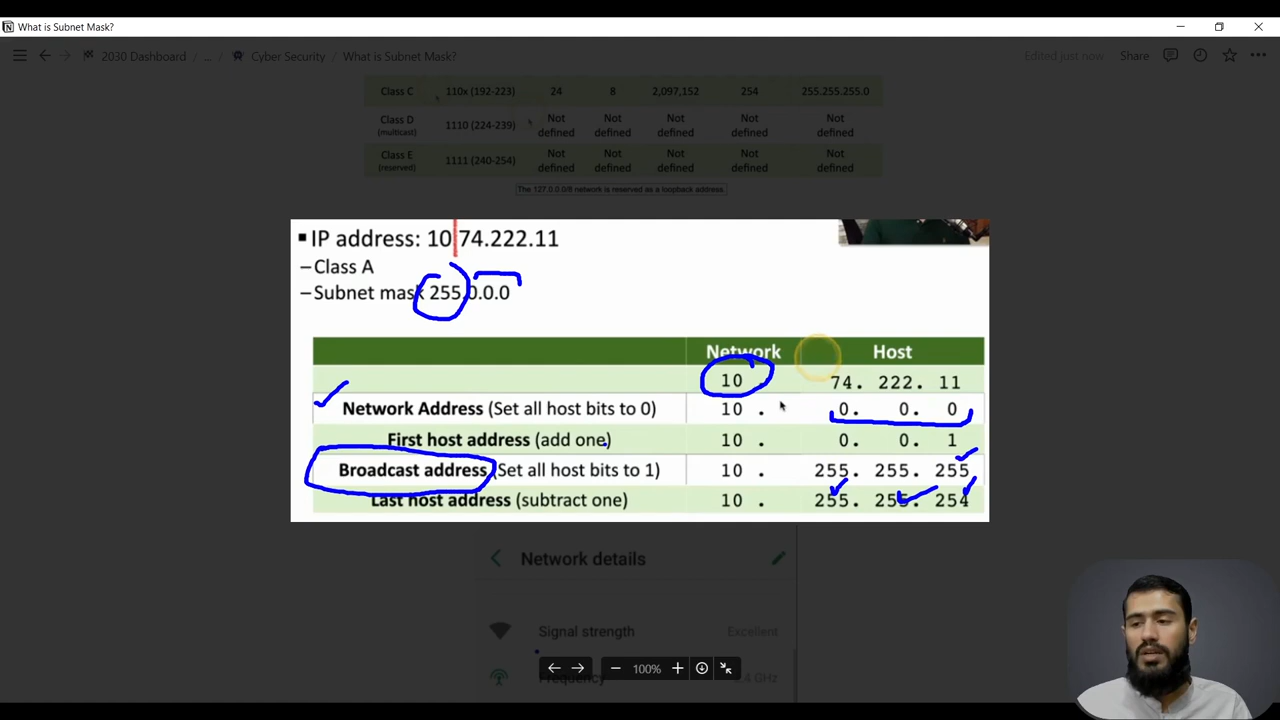 What is Subnet Mask?
2030 Dashboard / ... / Cyber Security / What is Subnet Mask?
Edited just now Share
Class C 110x (192-223) 24 8 2,097,152 254 255.255.255.0
Class D (multicast) 1110 (224-239) Not defined Not defined Not defined Not defined Not defined
Class E (reserved) 1111 (240-254) Not defined Not defined Not defined Not defined Not defined
The 127.0.0.0/8 network is reserved as a loopback address.
▪ IP address: 10.74.222.11
–Class A
–Subnet mask 255.0.0.0
Network Host
10 74. 222. 11
Network Address (Set all host bits to 0) 10 . 0. 0. 0
First host address (add one) 10 . 0. 0. 1
Broadcast address (Set all host bits to 1) 10 . 255. 255. 255
Last host address (subtract one) 10 . 255. 255. 254
Network details
Signal strength Excellent
100%
Frequency 2.4 GHz